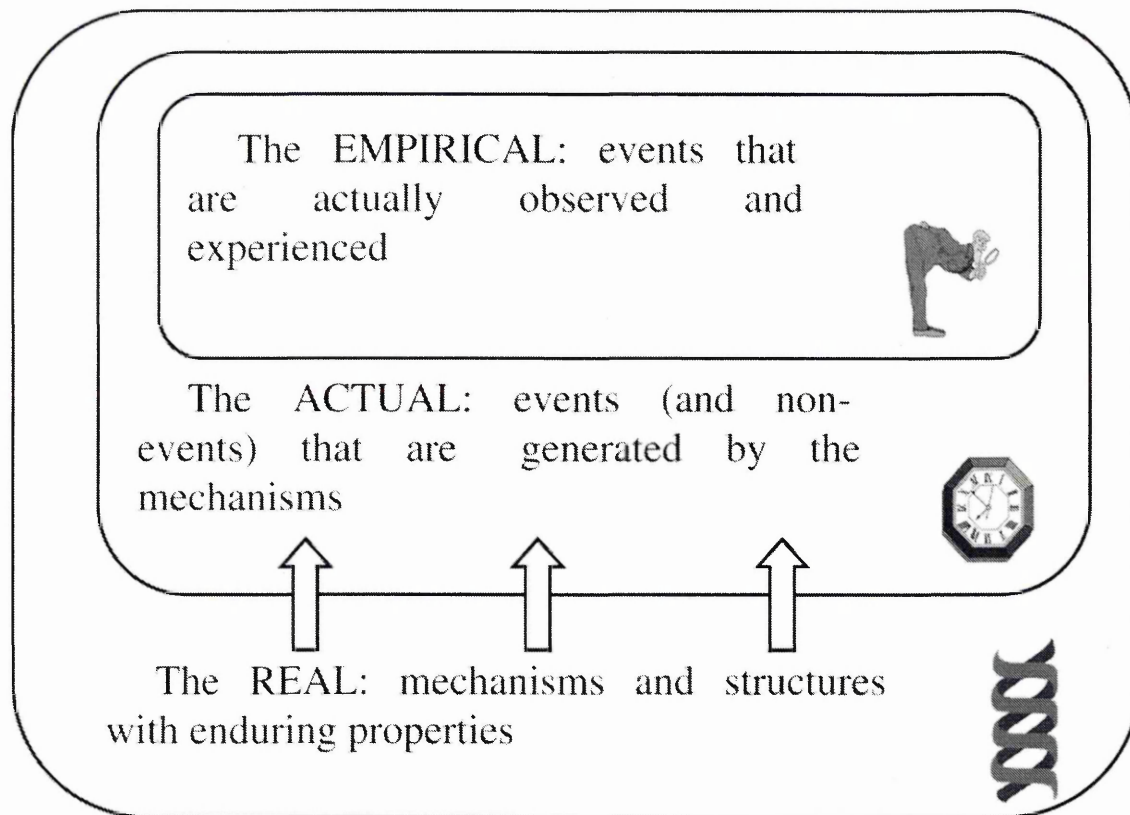 The EMPIRICAL: events that
are actually observed and
experienced
The ACTUAL: events (and non-
events) that are generated by the
mechanisms
The REAL: mechanisms and structures
with enduring properties